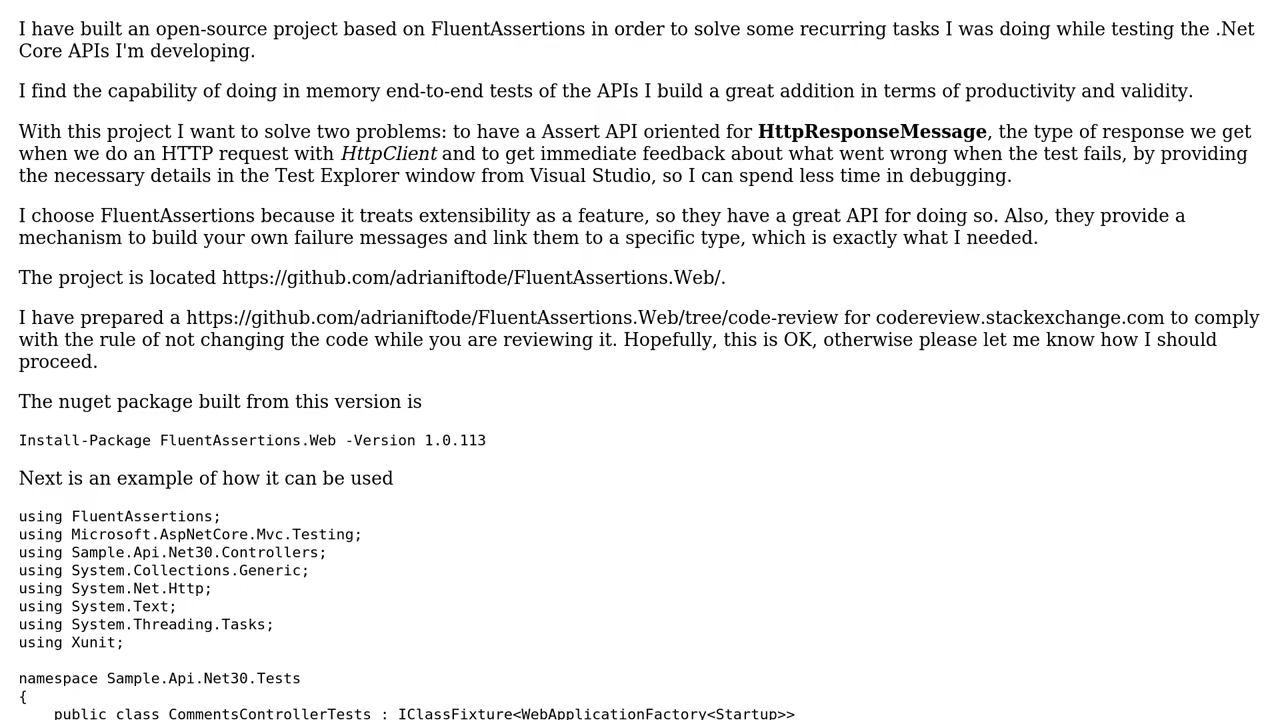 I have built an open-source project based on FluentAssertions in order to solve some recurring tasks I was doing while testing the .Net
Core APIs I'm developing.
I find the capability of doing in memory end-to-end tests of the APIs I build a great addition in terms of productivity and validity.
With this project I want to solve two problems: to have a Assert API oriented for HttpResponseMessage, the type of response we get
when we do an HTTP request with HttpClient and to get immediate feedback about what went wrong when the test fails, by providing
the necessary details in the Test Explorer window from Visual Studio, so I can spend less time in debugging.
I choose FluentAssertions because it treats extensibility as a feature, so they have a great API for doing so. Also, they provide a
mechanism to build your own failure messages and link them to a specific type, which is exactly what I needed.
The project is located https://github.com/adrianiftode/FluentAssertions.Web/.
I have prepared a https://github.com/adrianiftode/FluentAssertions.Web/tree/code-review for codereview.stackexchange.com to comply
with the rule of not changing the code while you are reviewing it. Hopefully, this is OK, otherwise please let me know how I should
proceed.
The nuget package built from this version is
Install-Package FluentAssertions.Web -Version 1.0.113
Next is an example of how it can be used
using FluentAssertions;
using Microsoft.AspNetCore.Mvc.Testing;
using Sample.Api.Net30.Controllers;
using System.Collections.Generic;
using System.Net.Http;
using System.Text;
using System.Threading.Tasks;
using Xunit;
namespace Sample.Api.Net30.Tests
{
    public class CommentsControllerTests : IClassFixture<WebApplicationFactory<Startup>>